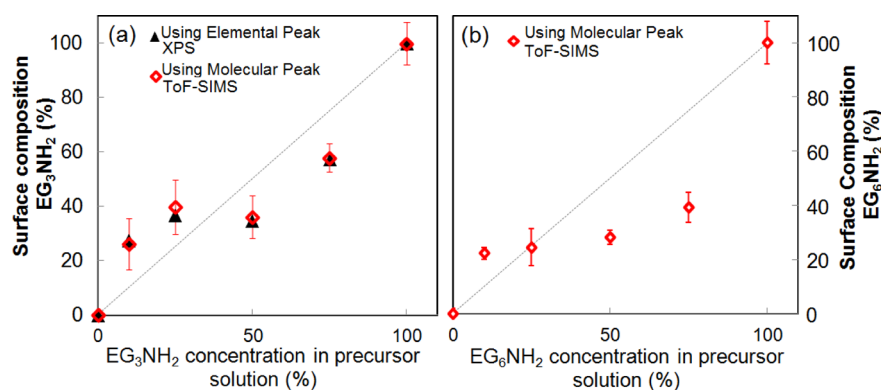 (a)
Using Elemental Peak
XPS
Using Molecular Peak
ToF-SIMS
100
80
60
40
20
0
0
50
100
Surface composition
EG₃NH₂ (%)
EG₃NH₂ concentration in precursor
solution (%)
(b)
Using Molecular Peak
ToF-SIMS
100
80
60
40
20
0
0
50
100
Surface Composition
EG₆NH₂ (%)
EG₆NH₂ concentration in precursor
solution (%)